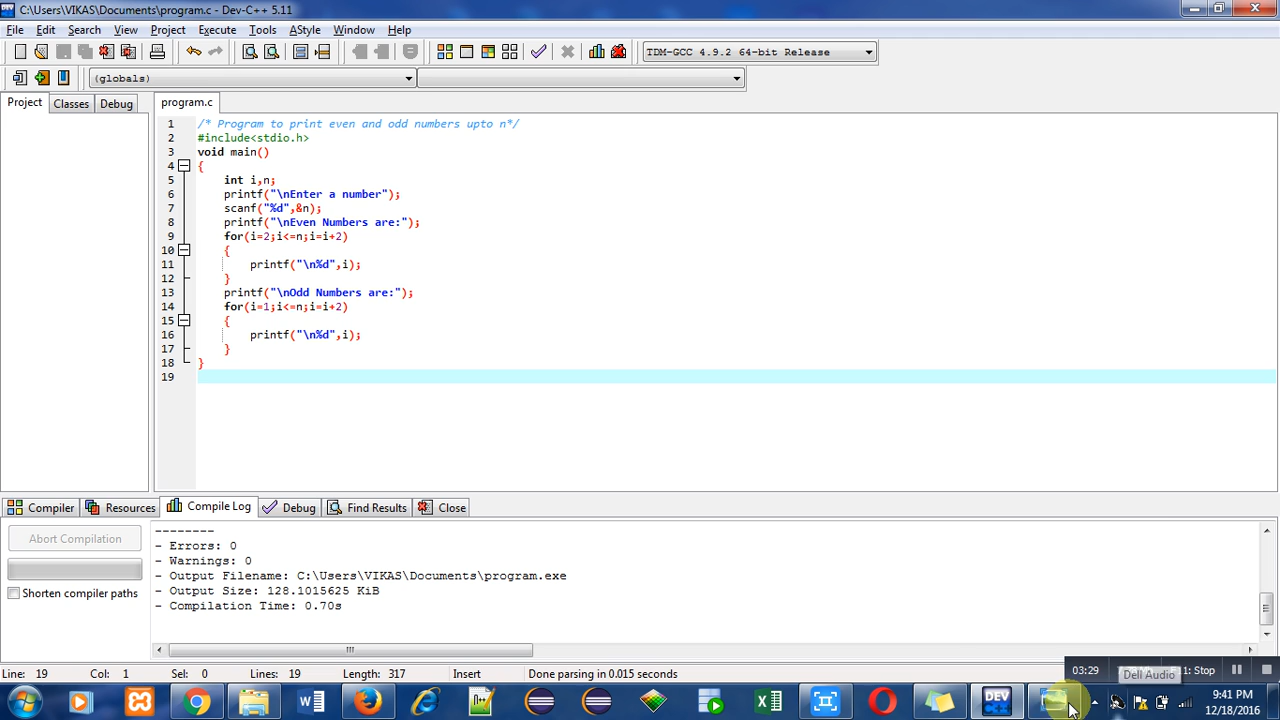 C:\Users\VIKAS\Documents\program.c - Dev-C++ 5.11
File Edit Search View Project Execute Tools AStyle Window Help
TDM-GCC 4.9.2 64-bit Release
(globals)
Project Classes Debug program.c
1 /* Program to print even and odd numbers upto n*/
2 #include<stdio.h>
3 void main()
4 {
5 int i,n;
6 printf("\nEnter a number");
7 scanf("%d",&n);
8 printf("\nEven Numbers are:");
9 for(i=2;i<=n;i=i+2)
10 {
11 printf("\n%d",i);
12 }
13 printf("\nOdd Numbers are:");
14 for(i=1;i<=n;i=i+2)
15 {
16 printf("\n%d",i);
17 }
18 }
19
Compiler Resources Compile Log Debug Find Results Close
--------
Abort Compilation
- Errors: 0
- Warnings: 0
- Output Filename: C:\Users\VIKAS\Documents\program.exe
- Output Size: 128.1015625 KiB
Shorten compiler paths
- Compilation Time: 0.70s
Line: 19 Col: 1 Sel: 0 Lines: 19 Length: 317 Insert Done parsing in 0.015 seconds
03:29 1: Stop
Dell Audio
DEV
9:41 PM
12/18/2016